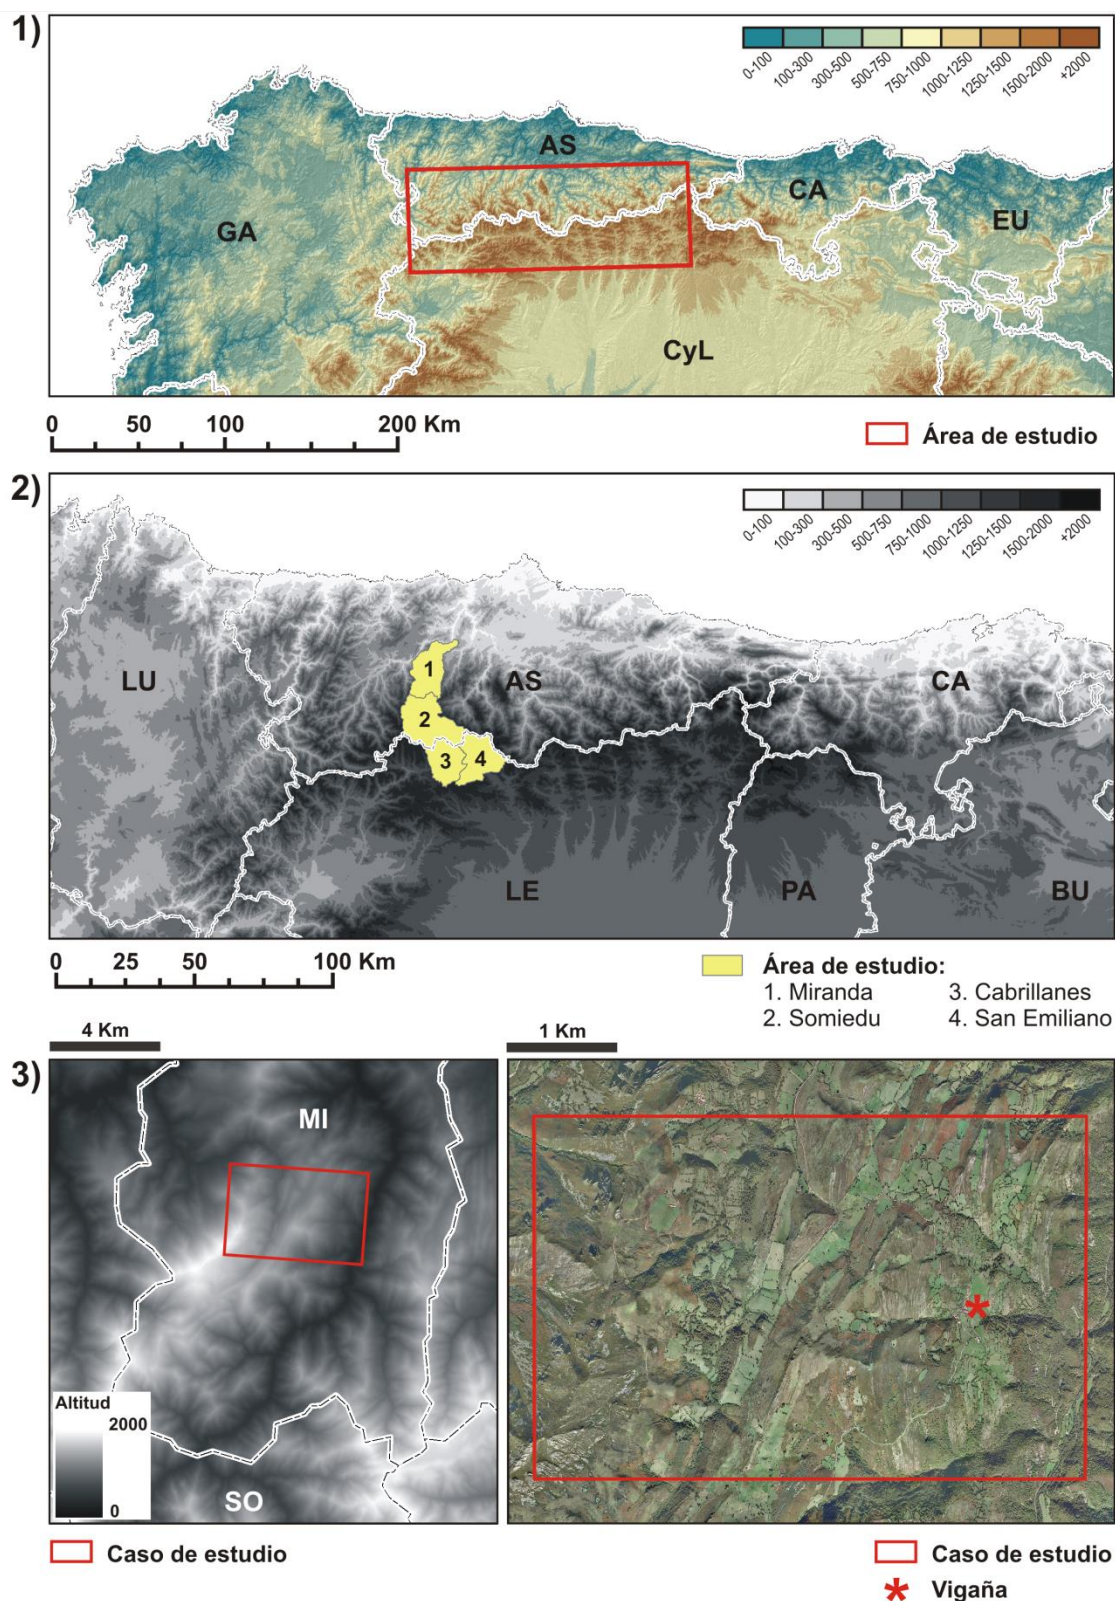 1)
0-100 100-300 300-500 500-750 750-1000 1000-1250 1250-1500 1500-2000 +2000
AS
CA
GA
EU
CyL
0 50 100 200 Km
Área de estudio
2)
0-100 100-300 300-500 500-750 750-1000 1000-1250 1250-1500 1500-2000 +2000
1
LU
AS
CA
2
3
4
LE
PA
BU
0 25 50 100 Km
Área de estudio:
1. Miranda 3. Cabrillanes
2. Somiedu 4. San Emiliano
4 Km
1 Km
3)
MI
*
Altitud
2000
0
SO
Caso de estudio
Caso de estudio
* Vigaña